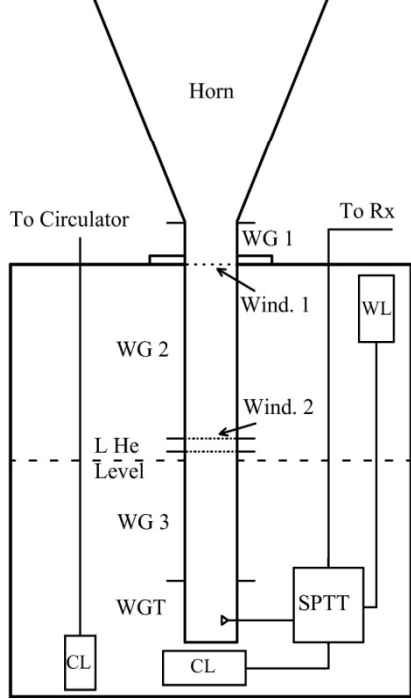 Horn
To Circulator
To Rx
WG 1
Wind. 1
WL
WG 2
Wind. 2
L He
Level
WG 3
WGT
SPTT
CL
CL